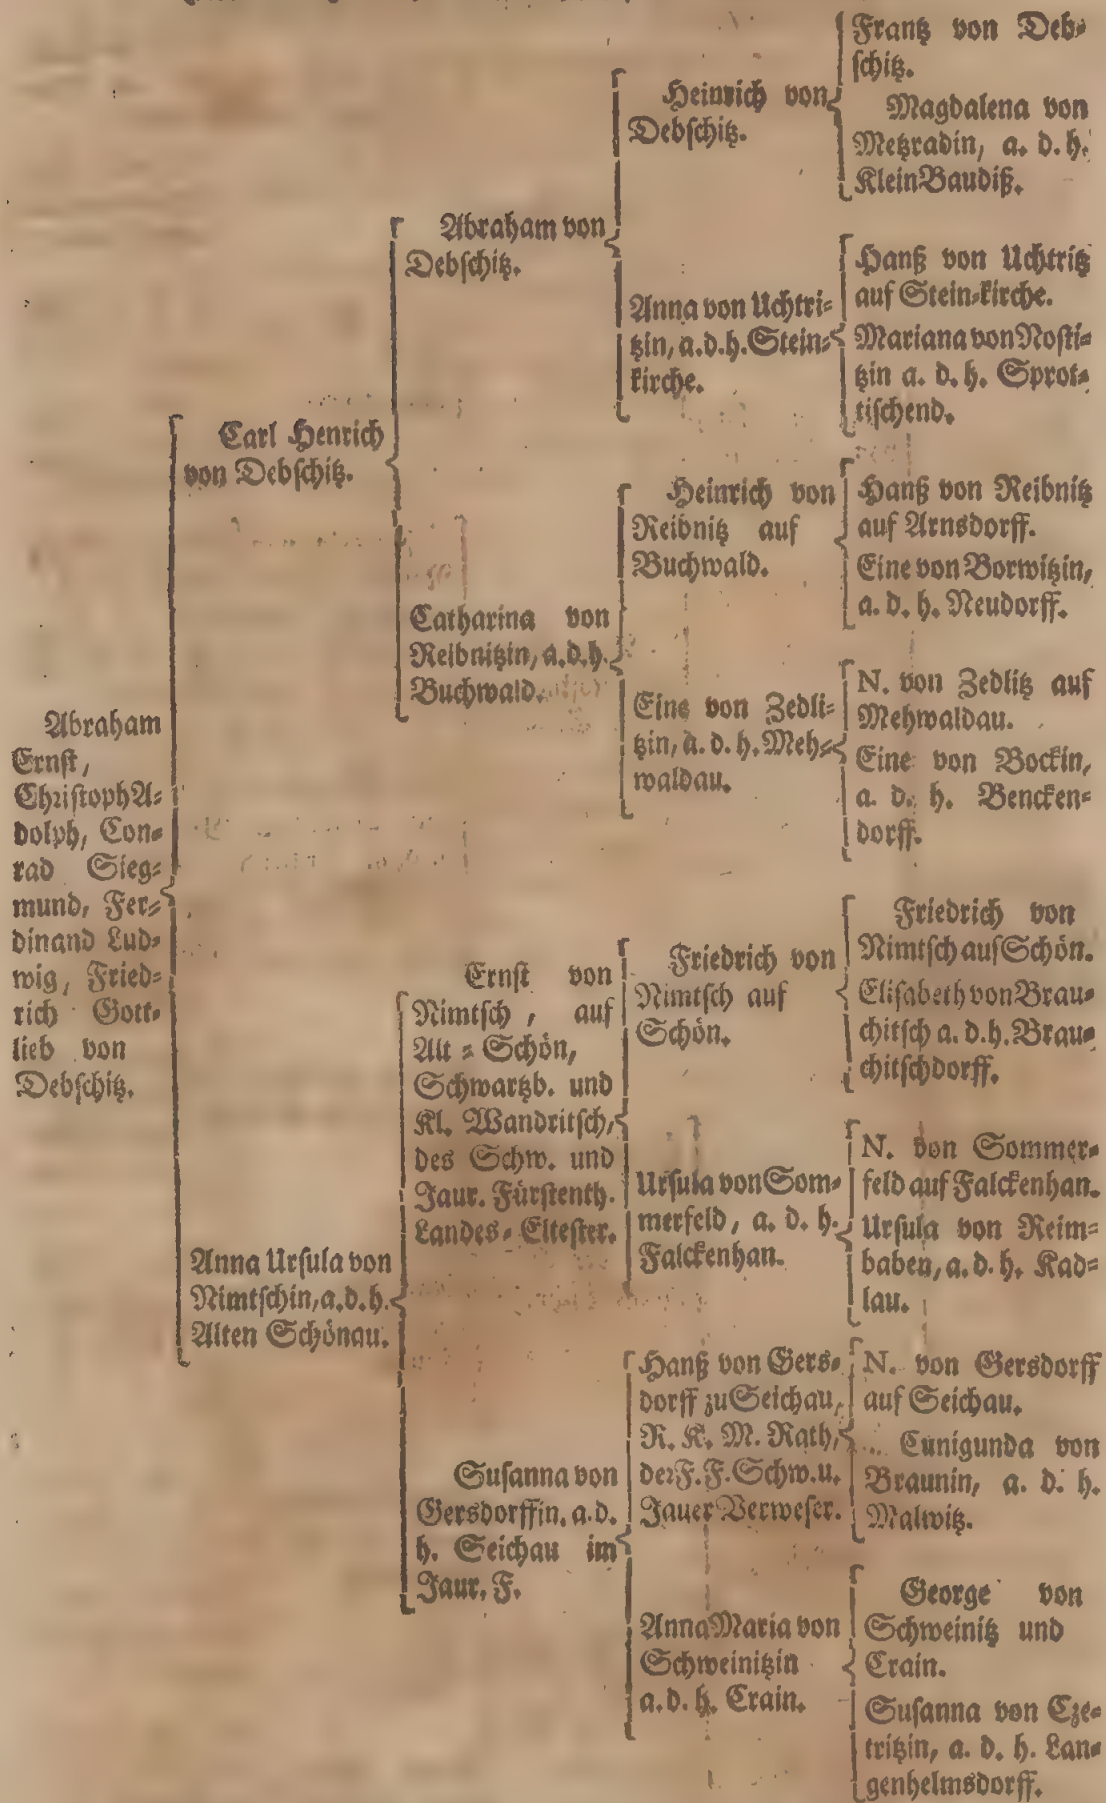 Abraham
Ernst,
Christoph A-
dolph, Con-
rad Sieg-
mund, Fer-
dinand Lud-
wig, Fried-
rich Gott-
lieb von
Debschitz.
Carl Henrich
von Debschitz.
Anna Ursula von
Nimtschin, a.d.h.
Alten Schönau.
Abraham von
Debschitz.
Catharina von
Reibnitzin, a.d.h.
Buchwald.
Ernst von
Nimtsch, auf
Alt-Schön,
Schwartzb. und
Kl. Wandritsch,
des Schw. und
Jaur. Fürstenth.
Landes-Eltester.
Susanna von
Gersdorffin, a.d.
h. Seichau im
Jaur. F.
Heinrich von
Debschitz.
Anna von Uchtri-
tzin, a.d.h. Stein-
kirche.
Heinrich von
Reibnitz auf
Buchwald.
Eine von Zedli-
tzin, a.d.h. Meh-
waldau.
Friedrich von
Nimtsch auf
Schön.
Ursula von Som-
merfeld, a. d. h.
Falckenhan.
Hanß von Gers-
dorff zu Seichau,
R. K. M. Rath,
der F. F. Schw. u.
Jauer Verweser.
Anna Maria von
Schweinitzin
a.d. h. Crain.
Frantz von Deb-
schitz.
Magdalena von
Metzradin, a. d. h.
Klein Baudiß.
Hanß von Uchtritz
auf Stein-kirche.
Mariana von Nosti-
tzin a. d. h. Sprot-
tischend.
Hanß von Reibnitz
auf Arnsdorff.
Eine von Borwitzin,
a. d. h. Neudorff.
N. von Zedlitz auf
Mehwaldau.
Eine von Bockin,
a. d. h. Bencken-
dorff.
Friedrich von
Nimtsch auf Schön.
Elisabeth von Brau-
chitsch a. d. h. Brau-
chitschdorff.
N. von Sommer-
feld auf Falckenhan.
Ursula von Reim-
baben, a. d. h. Kad-
lau.
N. von Gersdorff
auf Seichau.
Cunigunda von
Braunin, a. d. h.
Malwitz.
George von
Schweinitz und
Crain.
Susanna von Cze-
tritzin, a. d. h. Lan-
genhelmsdorff.